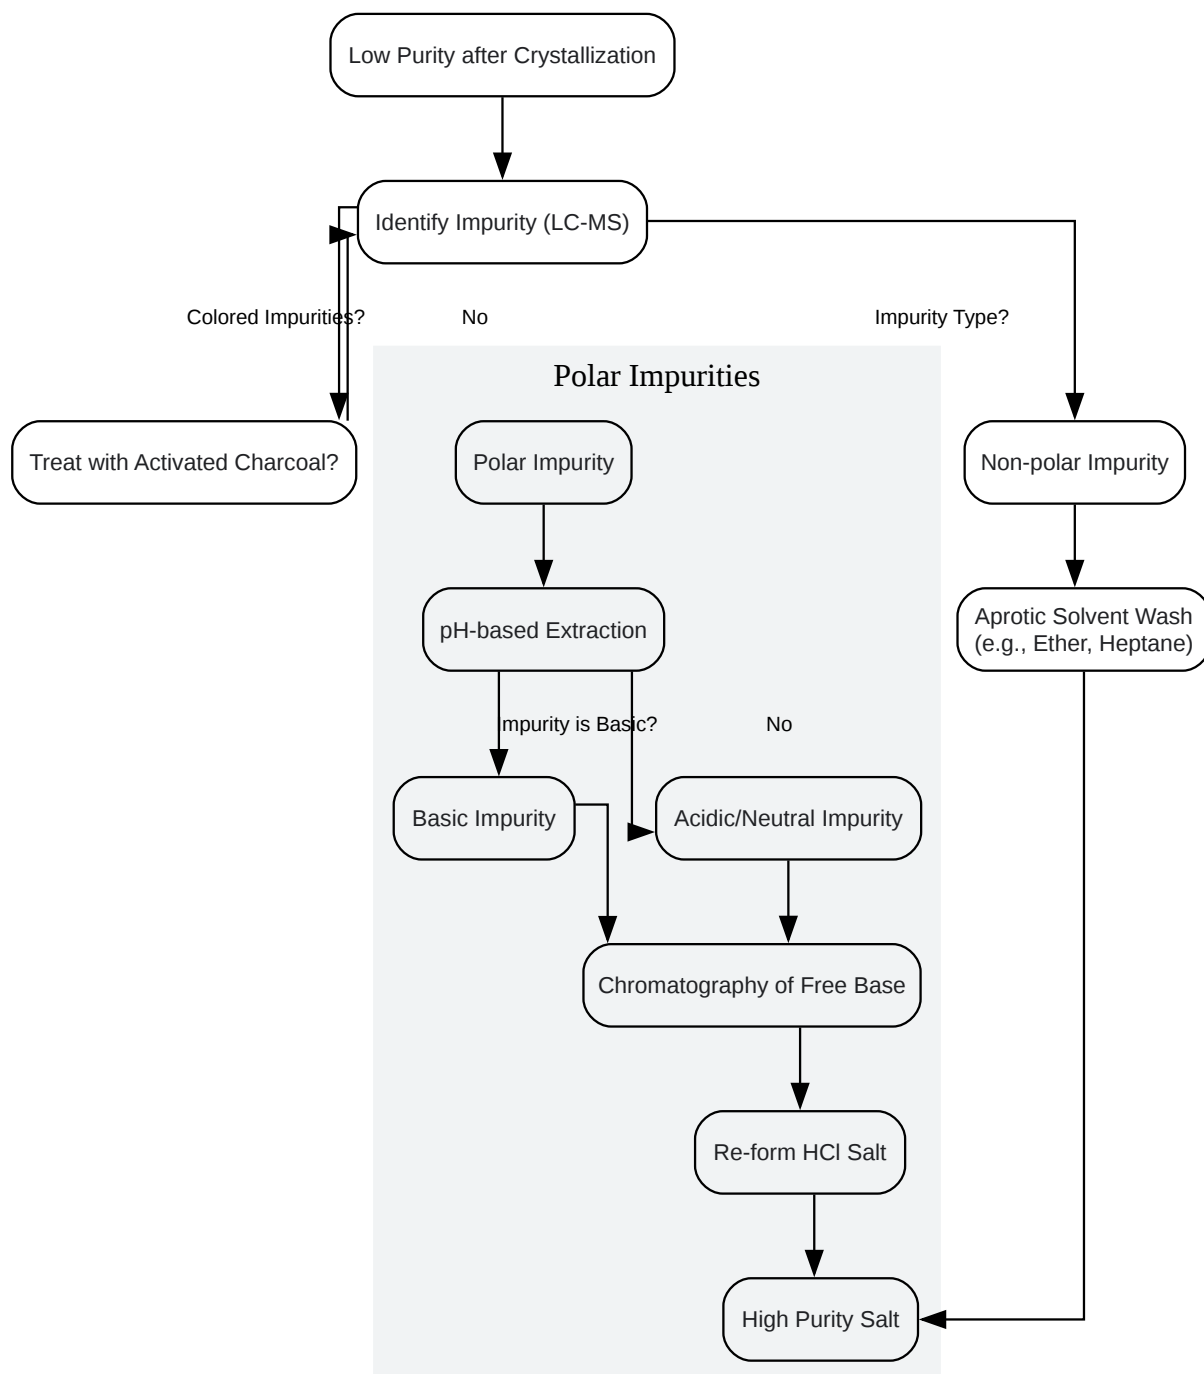 Low Purity after Crystallization
Identify Impurity (LC-MS)
Colored Impurities?
No
Impurity Type?
Polar Impurities
Treat with Activated Charcoal?
Polar Impurity
Non-polar Impurity
pH-based Extraction
Aprotic Solvent Wash
(e.g., Ether, Heptane)
Impurity is Basic?
No
Basic Impurity
Acidic/Neutral Impurity
Chromatography of Free Base
Re-form HCl Salt
High Purity Salt